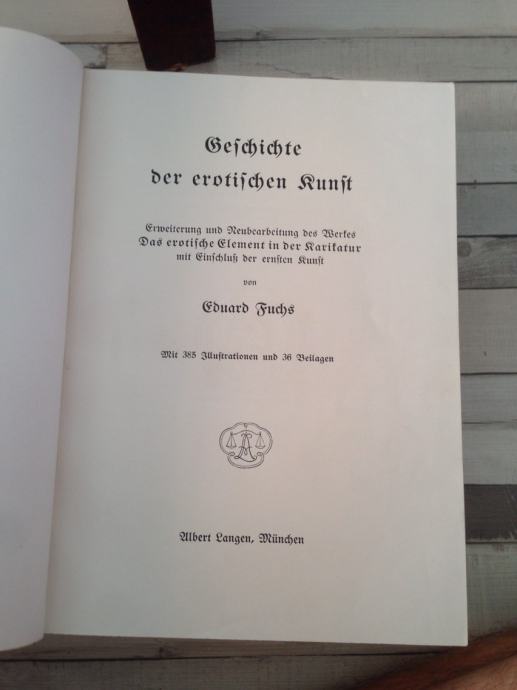 Geschichte
der erotischen Kunst
Erweiterung und Neubearbeitung des Werkes
Das erotische Element in der Karikatur
mit Einschluß der ernsten Kunst
von
Eduard Fuchs
Mit 385 Illustrationen und 36 Beilagen
Albert Langen, München